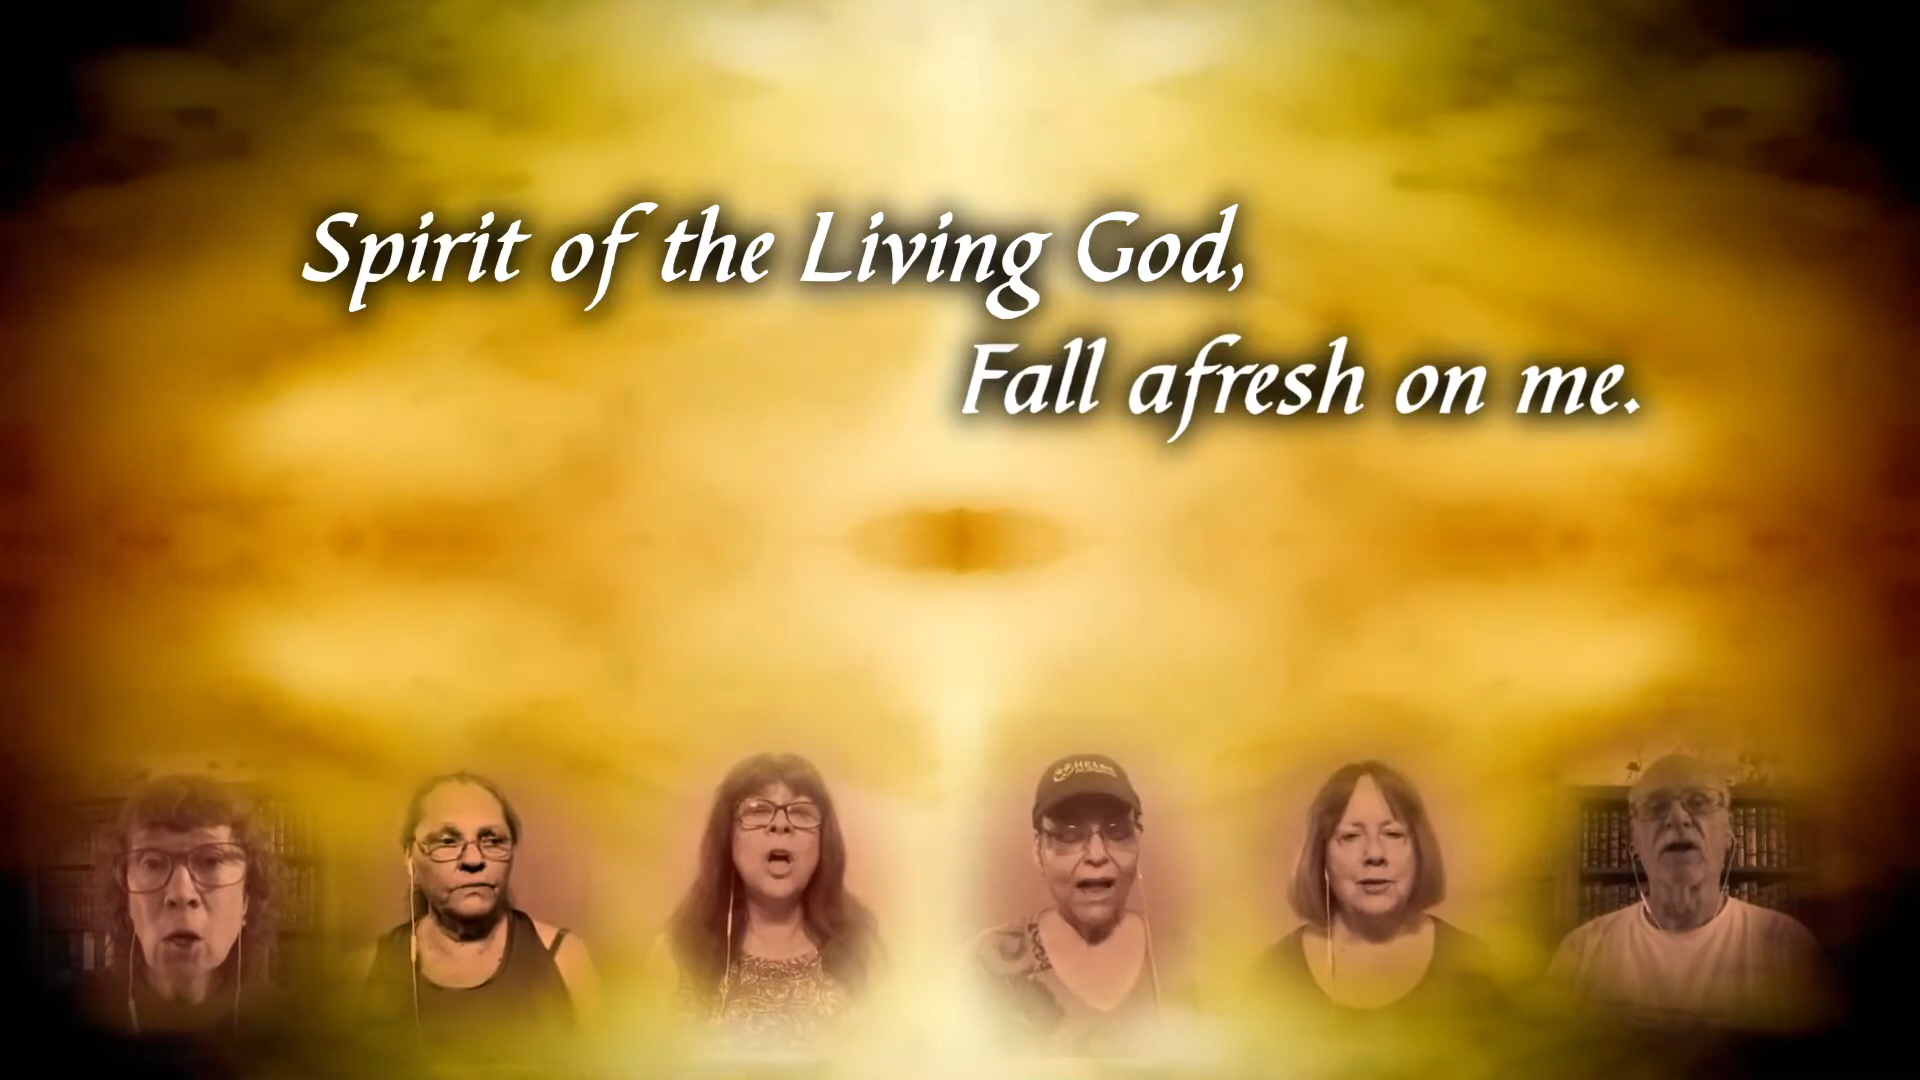 Spirit of the Living God,
Fall afresh on me.